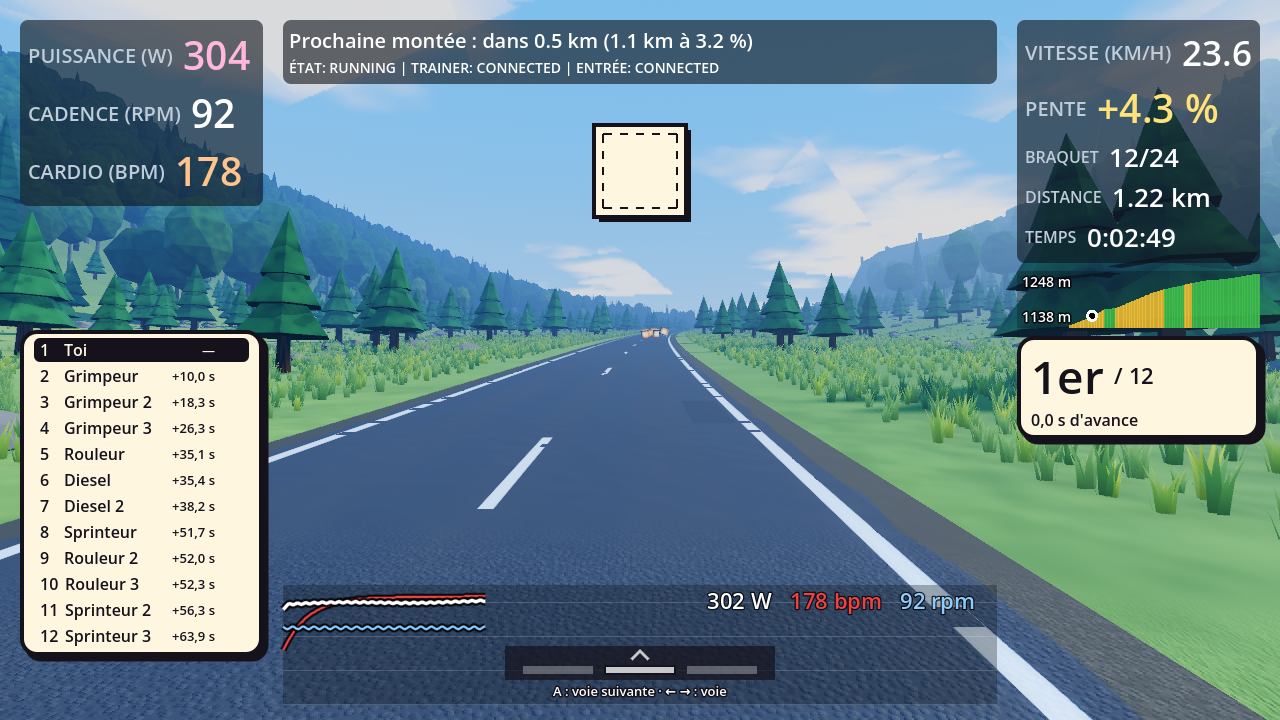 PUISSANCE (W) 304
CADENCE (RPM) 92
CARDIO (BPM) 178
Prochaine montée : dans 0.5 km (1.1 km à 3.2 %)
ÉTAT: RUNNING | TRAINER: CONNECTED | ENTRÉE: CONNECTED
VITESSE (KM/H) 23.6
PENTE +4.3 %
BRAQUET 12/24
DISTANCE 1.22 km
TEMPS 0:02:49
1248 m
1138 m
1er / 12
0,0 s d'avance
1 Toi —
2 Grimpeur +10,0 s
3 Grimpeur 2 +18,3 s
4 Grimpeur 3 +26,3 s
5 Rouleur +35,1 s
6 Diesel +35,4 s
7 Diesel 2 +38,2 s
8 Sprinteur +51,7 s
9 Rouleur 2 +52,0 s
10 Rouleur 3 +52,3 s
11 Sprinteur 2 +56,3 s
12 Sprinteur 3 +63,9 s
302 W 178 bpm 92 rpm
A : voie suivante · ← → : voie